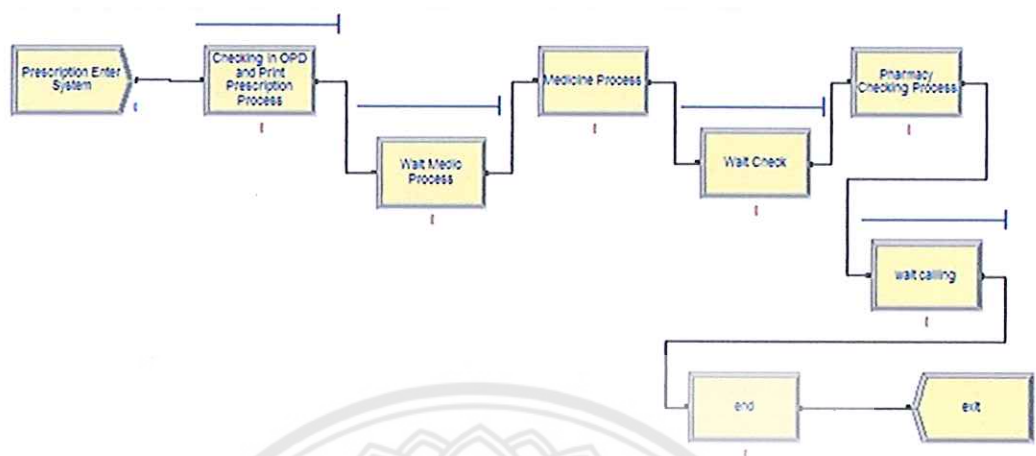 Prescription Enter
System
Checking in OPD
and Print
Prescription
Process
Wait Medic
Process
Medicine Process
Wait Check
Pharmacy
Checking Process
wait calling
end
exit